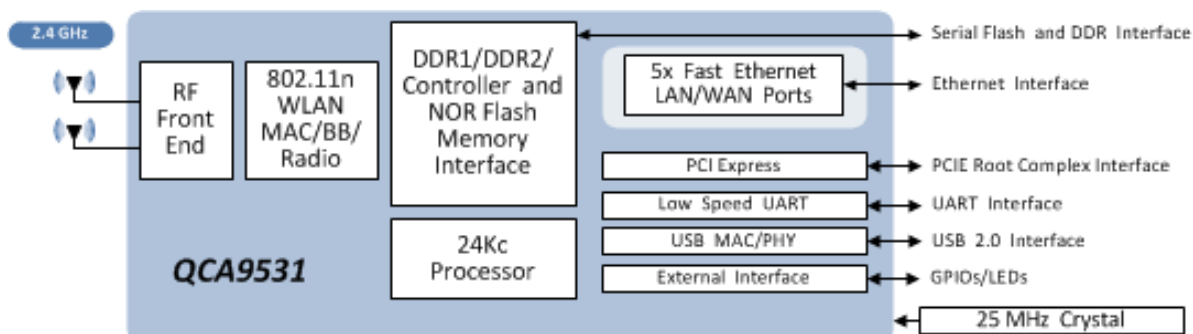 2.4 GHz
RF
Front
End
802.11n
WLAN
MAC/BB/
Radio
DDR1/DDR2/
Controller and
NOR Flash
Memory
Interface
24Kc
Processor
QCA9531
5x Fast Ethernet
LAN/WAN Ports
PCI Express
Low Speed UART
USB MAC/PHY
External Interface
Serial Flash and DDR Interface
Ethernet Interface
PCIE Root Complex Interface
UART Interface
USB 2.0 Interface
GPIOs/LEDs
25 MHz Crystal